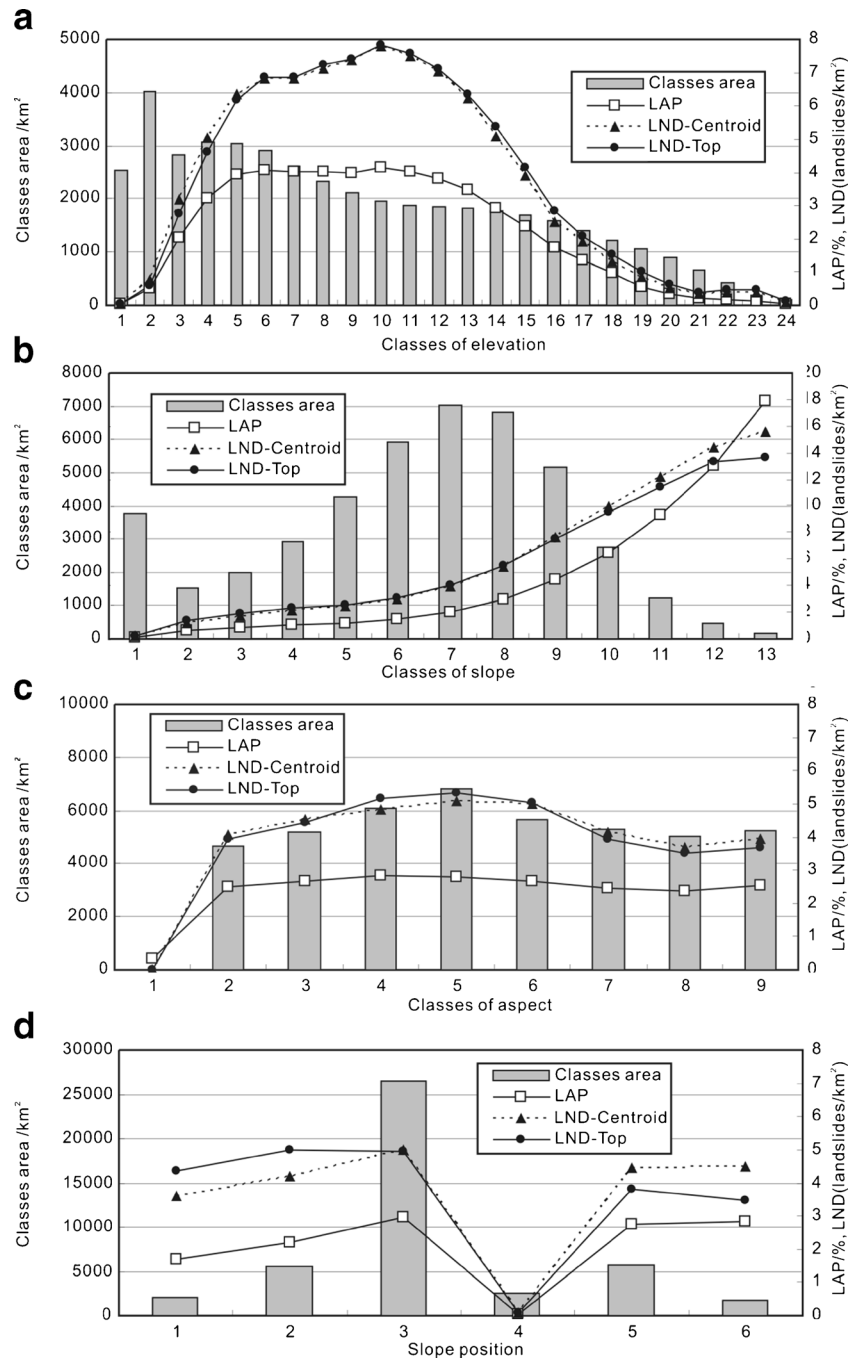 a
5000
4000
3000
2000
1000
0
Classes area /km²
8
7
6
5
4
3
2
1
0
LAP/%, LND(landslides/km²)
Classes area
LAP
LND-Centroid
LND-Top
1 2 3 4 5 6 7 8 9 10 11 12 13 14 15 16 17 18 19 20 21 22 23 24
Classes of elevation
b
8000
7000
6000
5000
4000
3000
2000
1000
0
Classes area /km²
20
18
16
14
12
10
8
6
4
2
0
LAP/%, LND(landslides/km²)
Classes area
LAP
LND-Centroid
LND-Top
1 2 3 4 5 6 7 8 9 10 11 12 13
Classes of slope
c
10000
8000
6000
4000
2000
0
Classes area /km²
8
7
6
5
4
3
2
1
0
LAP/%, LND(landslides/km²)
Classes area
LAP
LND-Centroid
LND-Top
1 2 3 4 5 6 7 8 9
Classes of aspect
d
30000
25000
20000
15000
10000
5000
0
Classes area /km²
8
7
6
5
4
3
2
1
0
LAP/%, LND(landslides/km²)
Classes area
LAP
LND-Centroid
LND-Top
1 2 3 4 5 6
Slope position